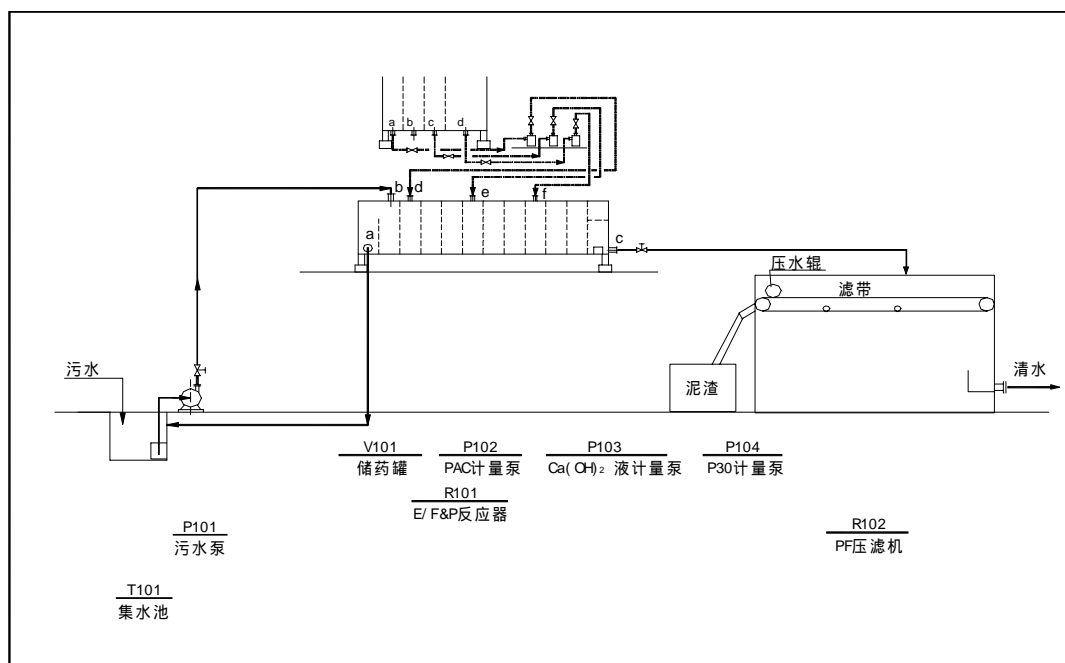 a b c d
b d e f
a
c
压水辊
滤带
污水
泥渣
清水
V101
储药罐
P102
PAC计量泵
P103
Ca(OH)₂ 液计量泵
P104
P30计量泵
R101
E/F&P反应器
P101
污水泵
R102
PF压滤机
T101
集水池